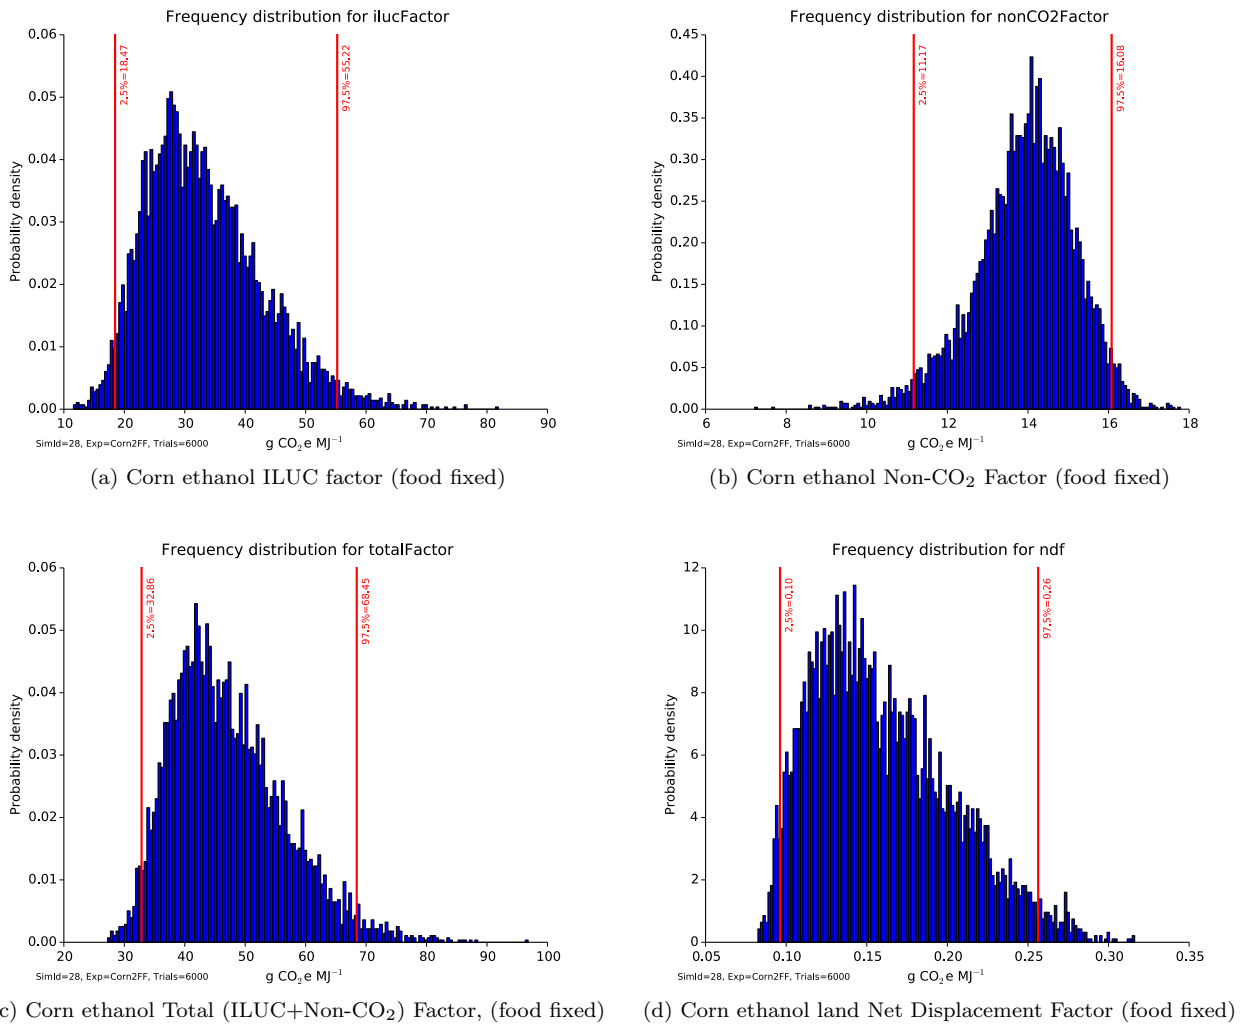 Frequency distribution for ilucFactor
0.06
0.05
0.04
0.03
0.02
0.01
0.00
Probability density
2.5%=18.47
97.5%=55.22
10 20 30 40 50 60 70 80 90
g CO₂e MJ⁻¹
SimId=28, Exp=Corn2FF, Trials=6000
(a) Corn ethanol ILUC factor (food fixed)
Frequency distribution for nonCO2Factor
0.45
0.40
0.35
0.30
0.25
0.20
0.15
0.10
0.05
0.00
Probability density
2.5%=11.17
97.5%=16.08
6 8 10 12 14 16 18
g CO₂e MJ⁻¹
SimId=28, Exp=Corn2FF, Trials=6000
(b) Corn ethanol Non-CO₂ Factor (food fixed)
Frequency distribution for totalFactor
0.06
0.05
0.04
0.03
0.02
0.01
0.00
Probability density
2.5%=32.86
97.5%=68.45
20 30 40 50 60 70 80 90 100
g CO₂e MJ⁻¹
SimId=28, Exp=Corn2FF, Trials=6000
c) Corn ethanol Total (ILUC+Non-CO₂) Factor, (food fixed)
Frequency distribution for ndf
12
10
8
6
4
2
0
Probability density
2.5%=0.10
97.5%=0.26
0.05 0.10 0.15 0.20 0.25 0.30 0.35
g CO₂e MJ⁻¹
SimId=28, Exp=Corn2FF, Trials=6000
(d) Corn ethanol land Net Displacement Factor (food fixed)